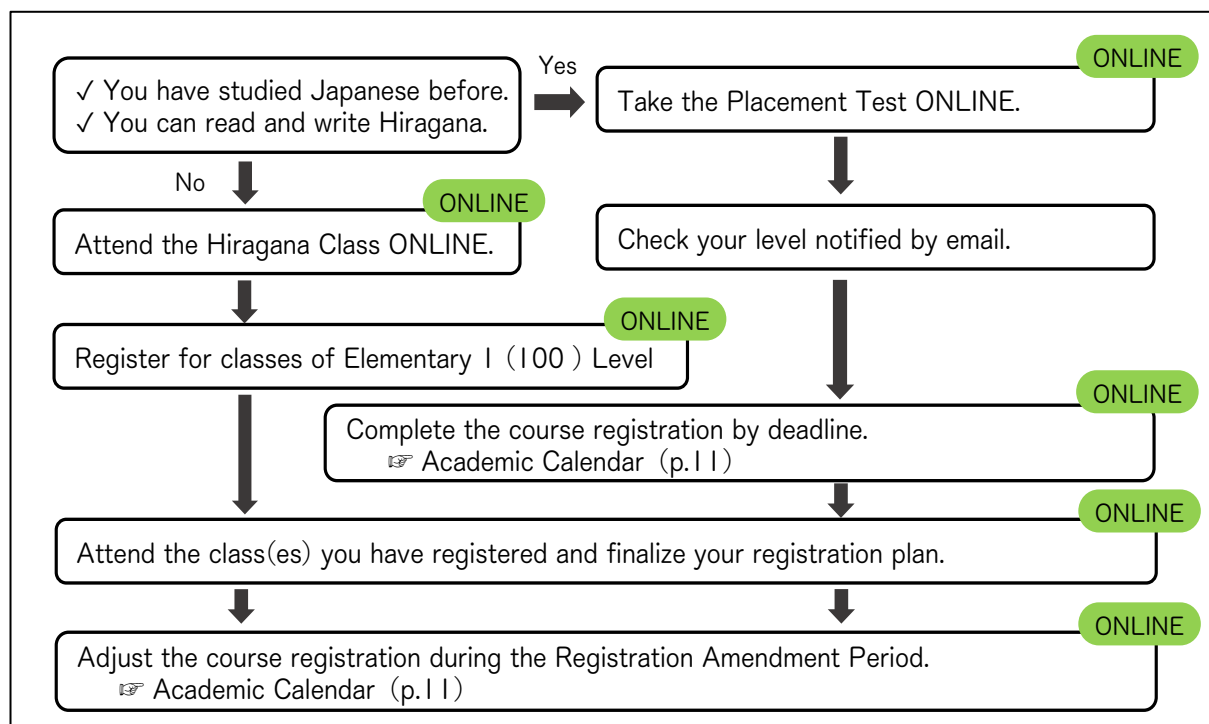 ONLINE
✓ You have studied Japanese before.
✓ You can read and write Hiragana.
Yes
Take the Placement Test ONLINE.
No
ONLINE
Attend the Hiragana Class ONLINE.
Check your level notified by email.
ONLINE
Register for classes of Elementary 1 (100 ) Level
ONLINE
Complete the course registration by deadline.
☞ Academic Calendar (p.11)
ONLINE
Attend the class(es) you have registered and finalize your registration plan.
ONLINE
Adjust the course registration during the Registration Amendment Period.
☞ Academic Calendar (p.11)